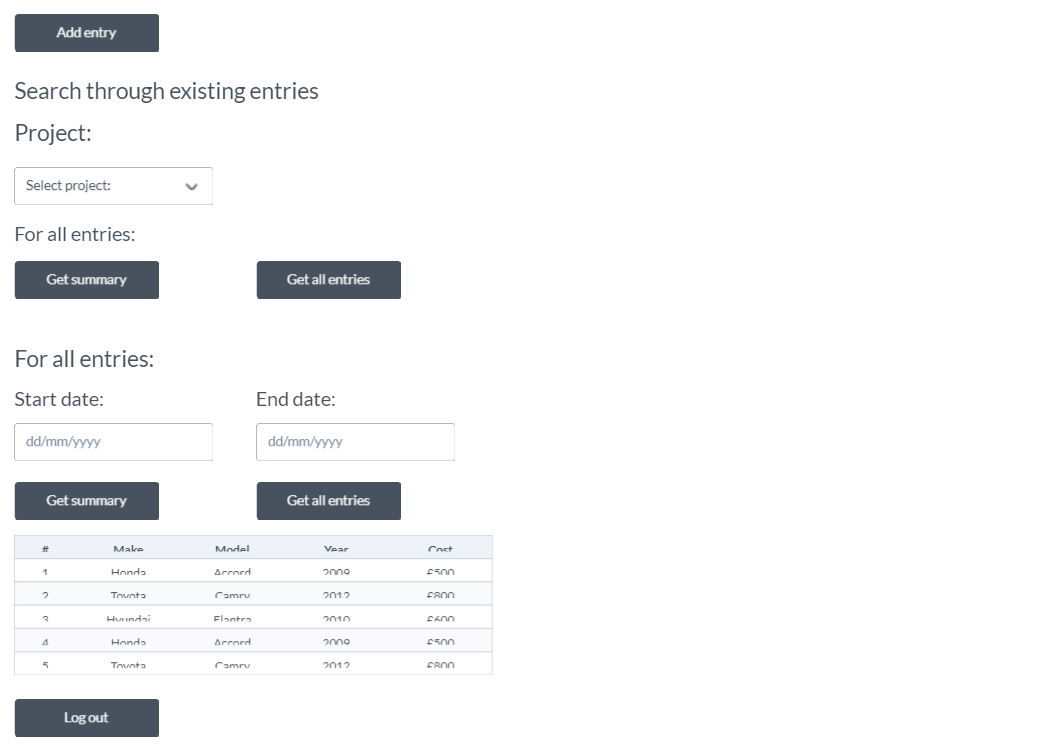 Add entry
Search through existing entries
Project:
Select project:
For all entries:
Get summary Get all entries
For all entries:
Start date: End date:
dd/mm/yyyy dd/mm/yyyy
Get summary Get all entries
# Make Model Year Cost
1 Honda Accord 2009 £500
2 Toyota Camry 2012 £800
3 Hyundai Elantra 2010 £600
4 Honda Accord 2009 £500
5 Toyota Camry 2012 £800
Log out